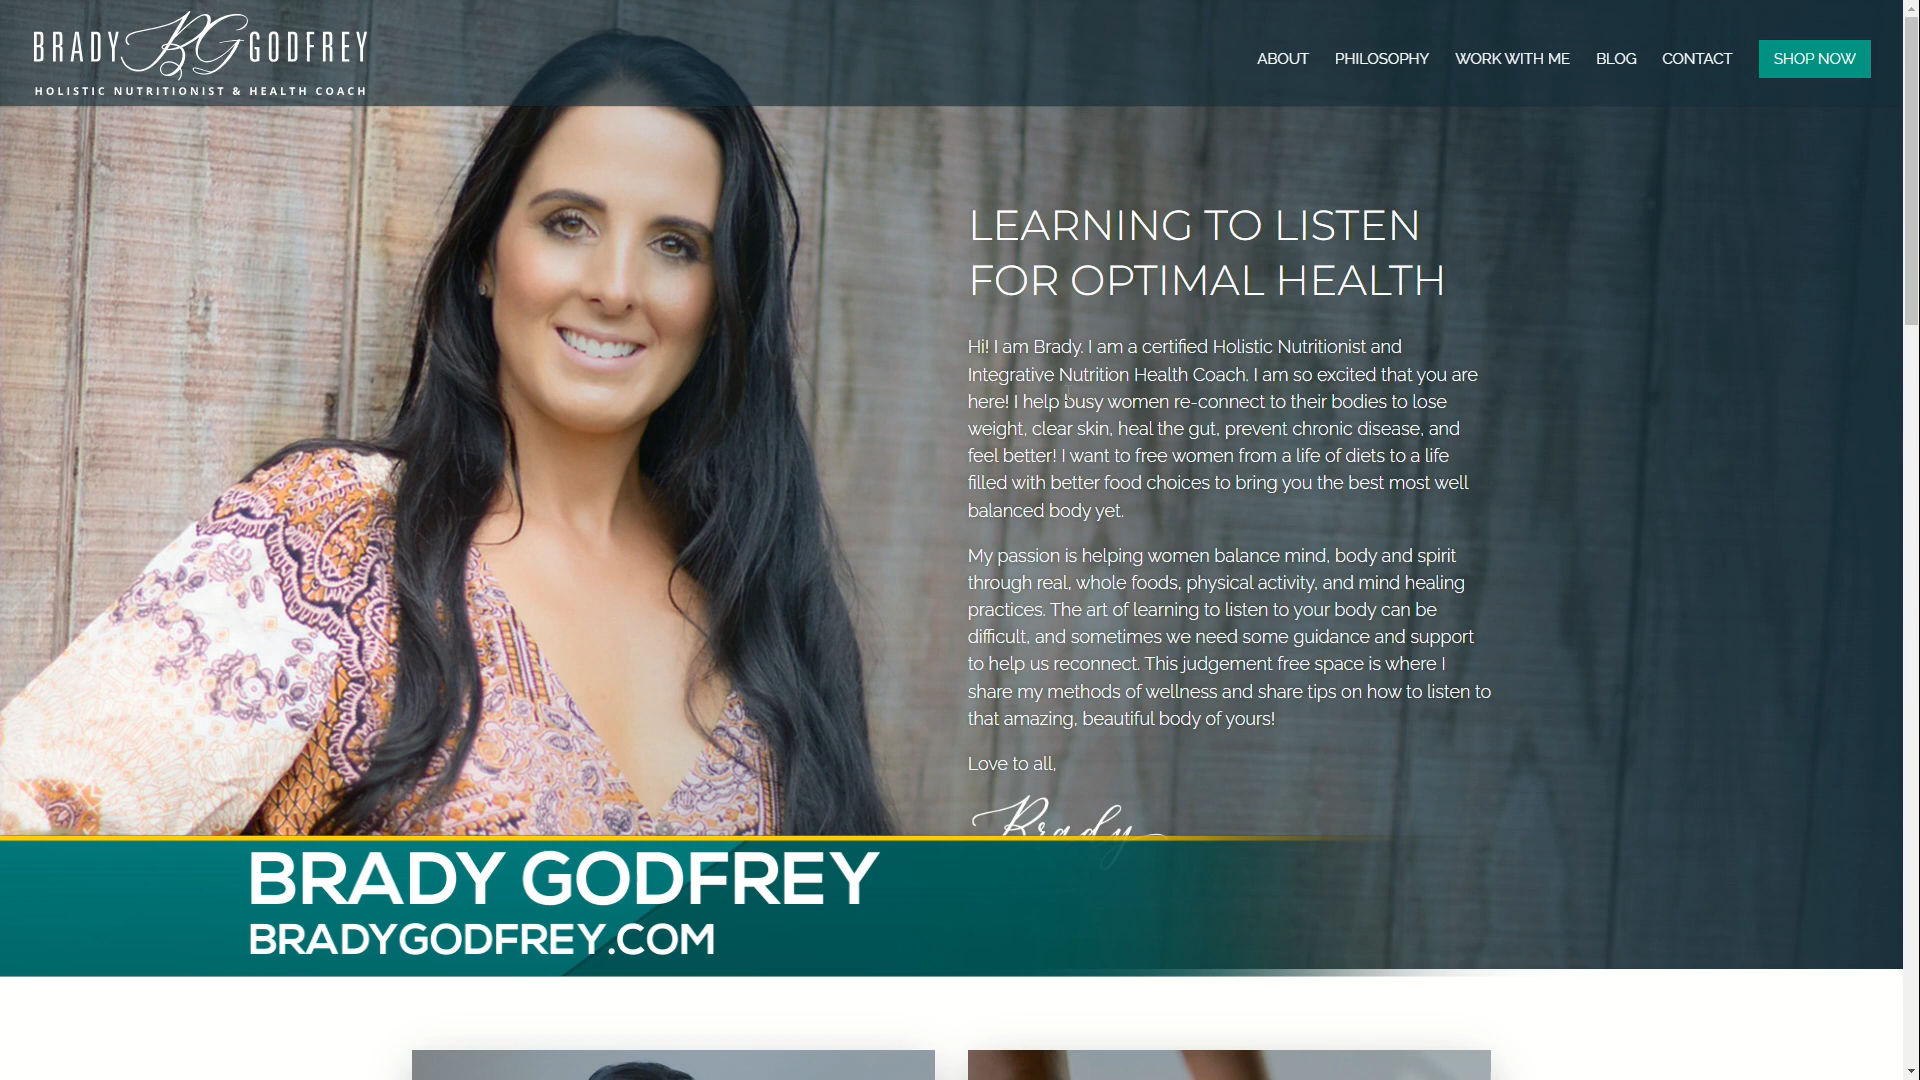 BRADY BG GODFREY
HOLISTIC NUTRITIONIST & HEALTH COACH
ABOUT PHILOSOPHY WORK WITH ME BLOG CONTACT SHOP NOW
LEARNING TO LISTEN
FOR OPTIMAL HEALTH
Hi! I am Brady. I am a certified Holistic Nutritionist and
Integrative Nutrition Health Coach. I am so excited that you are
here! I help busy women re-connect to their bodies to lose
weight, clear skin, heal the gut, prevent chronic disease, and
feel better! I want to free women from a life of diets to a life
filled with better food choices to bring you the best most well
balanced body yet.
My passion is helping women balance mind, body and spirit
through real, whole foods, physical activity, and mind healing
practices. The art of learning to listen to your body can be
difficult, and sometimes we need some guidance and support
to help us reconnect. This judgement free space is where I
share my methods of wellness and share tips on how to listen to
that amazing, beautiful body of yours!
Love to all,
Brady
BRADY GODFREY
BRADYGODFREY.COM